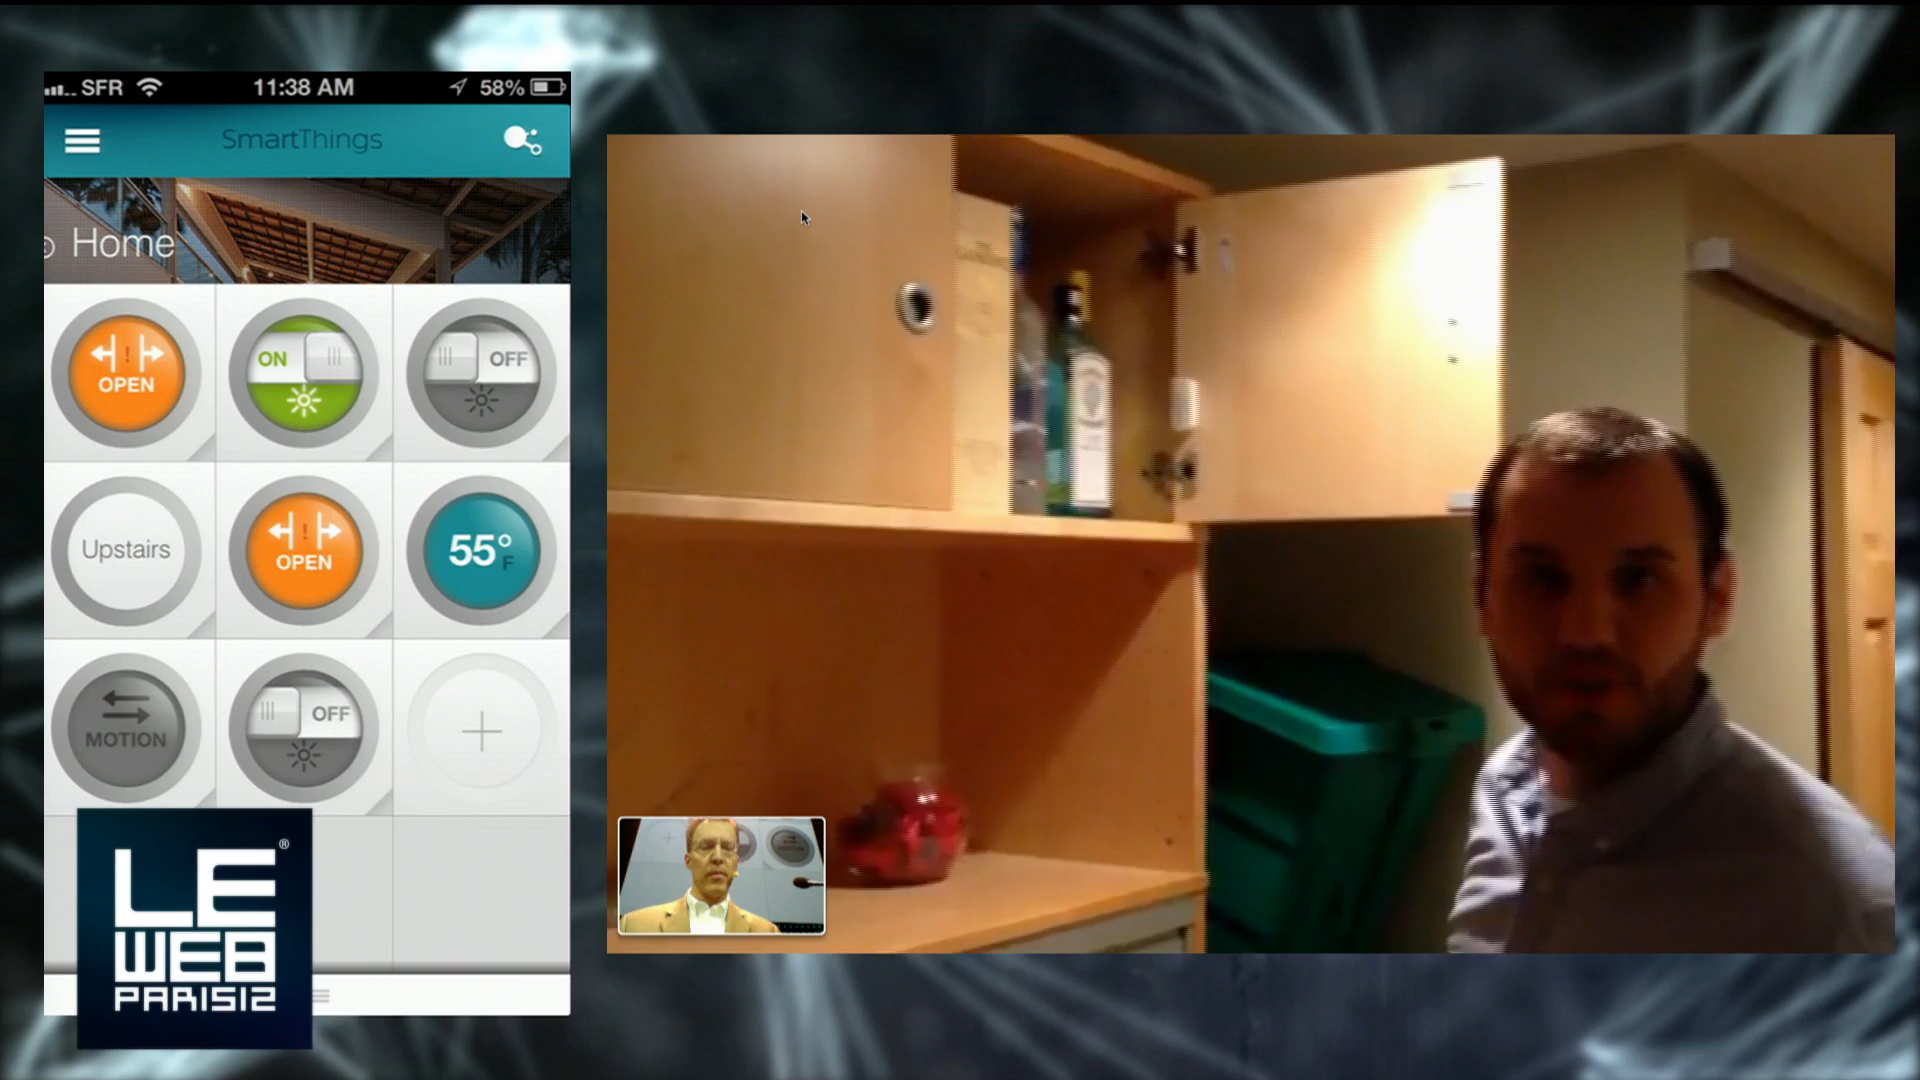 SFR 11:38 AM 58%
SmartThings
Home
OPEN
ON
OFF
Upstairs
OPEN
55°F
MOTION
OFF
LE®
WEB
PARIS12